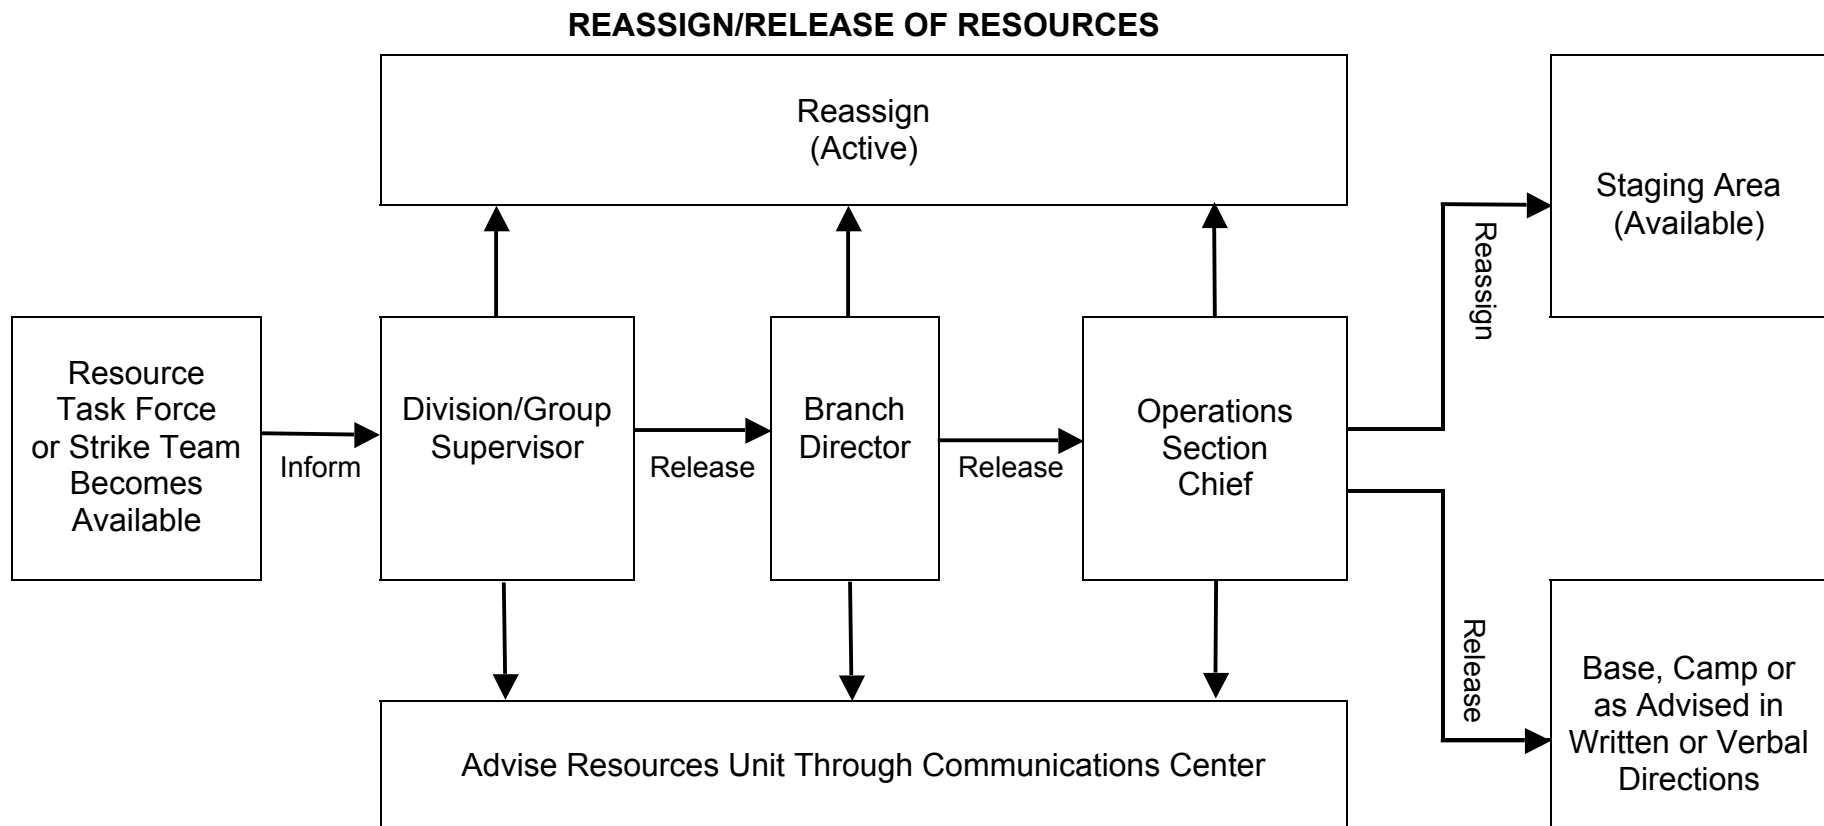 REASSIGN/RELEASE OF RESOURCES
Reassign
(Active)
Staging Area
(Available)
Reassign
Resource
Task Force
or Strike Team
Becomes
Available
Inform
Division/Group
Supervisor
Release
Branch
Director
Release
Operations
Section
Chief
Release
Base, Camp or
as Advised in
Written or Verbal
Directions
Advise Resources Unit Through Communications Center